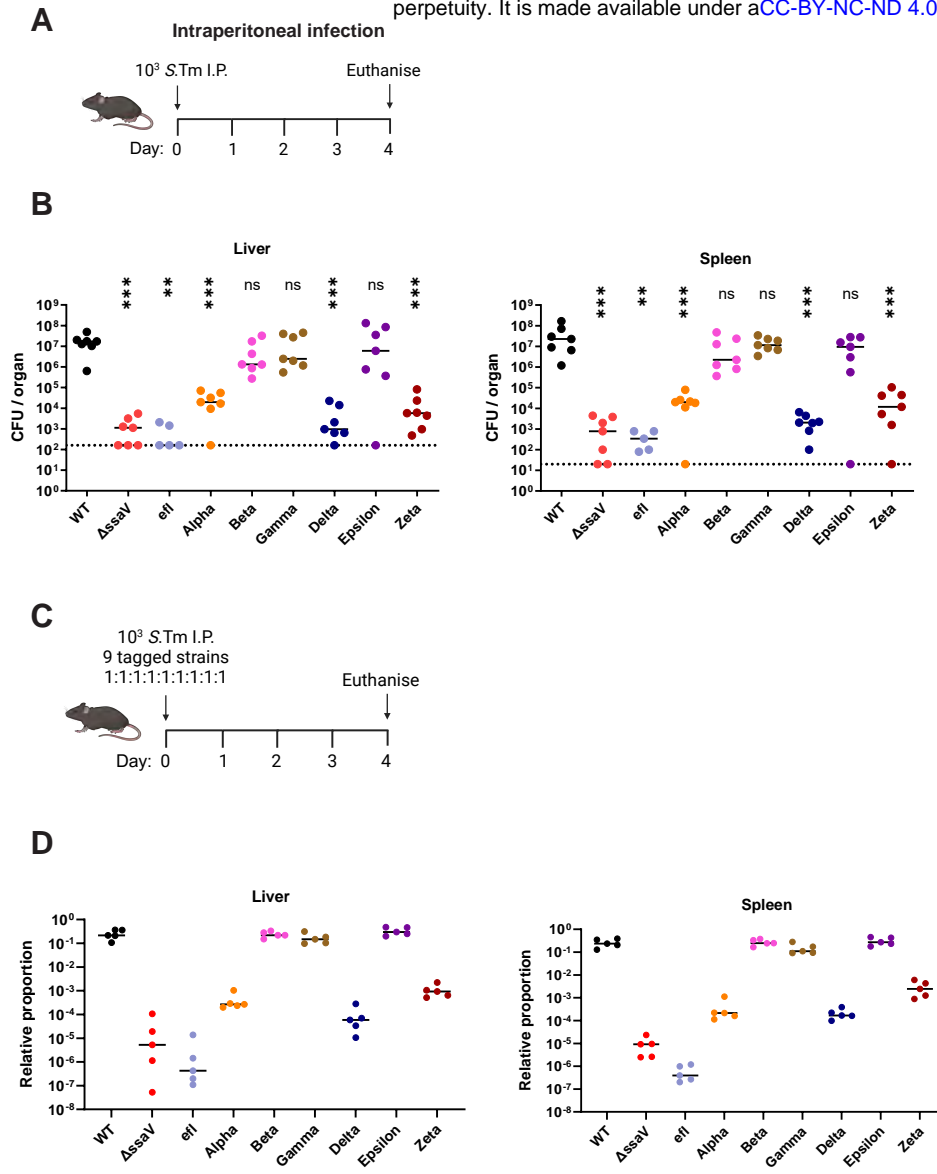 perpetuity. It is made available under aCC-BY-NC-ND 4.0
A
Intraperitoneal infection
10³ S.Tm I.P.
Euthanise
Day: 0 1 2 3 4
B
Liver
*** ** *** ns ns *** ns ***
CFU / organ
10⁹
10⁸
10⁷
10⁶
10⁵
10⁴
10³
10²
10¹
10⁰
WT ΔssaV efl Alpha Beta Gamma Delta Epsilon Zeta
Spleen
*** ** *** ns ns *** ns ***
CFU / organ
10⁹
10⁸
10⁷
10⁶
10⁵
10⁴
10³
10²
10¹
10⁰
WT ΔssaV efl Alpha Beta Gamma Delta Epsilon Zeta
C
10³ S.Tm I.P.
9 tagged strains
1:1:1:1:1:1:1:1:1
Euthanise
Day: 0 1 2 3 4
D
Liver
Relative proportion
10⁰
10⁻¹
10⁻²
10⁻³
10⁻⁴
10⁻⁵
10⁻⁶
10⁻⁷
10⁻⁸
WT ΔssaV efl Alpha Beta Gamma Delta Epsilon Zeta
Spleen
Relative proportion
10⁰
10⁻¹
10⁻²
10⁻³
10⁻⁴
10⁻⁵
10⁻⁶
10⁻⁷
10⁻⁸
WT ΔssaV efl Alpha Beta Gamma Delta Epsilon Zeta